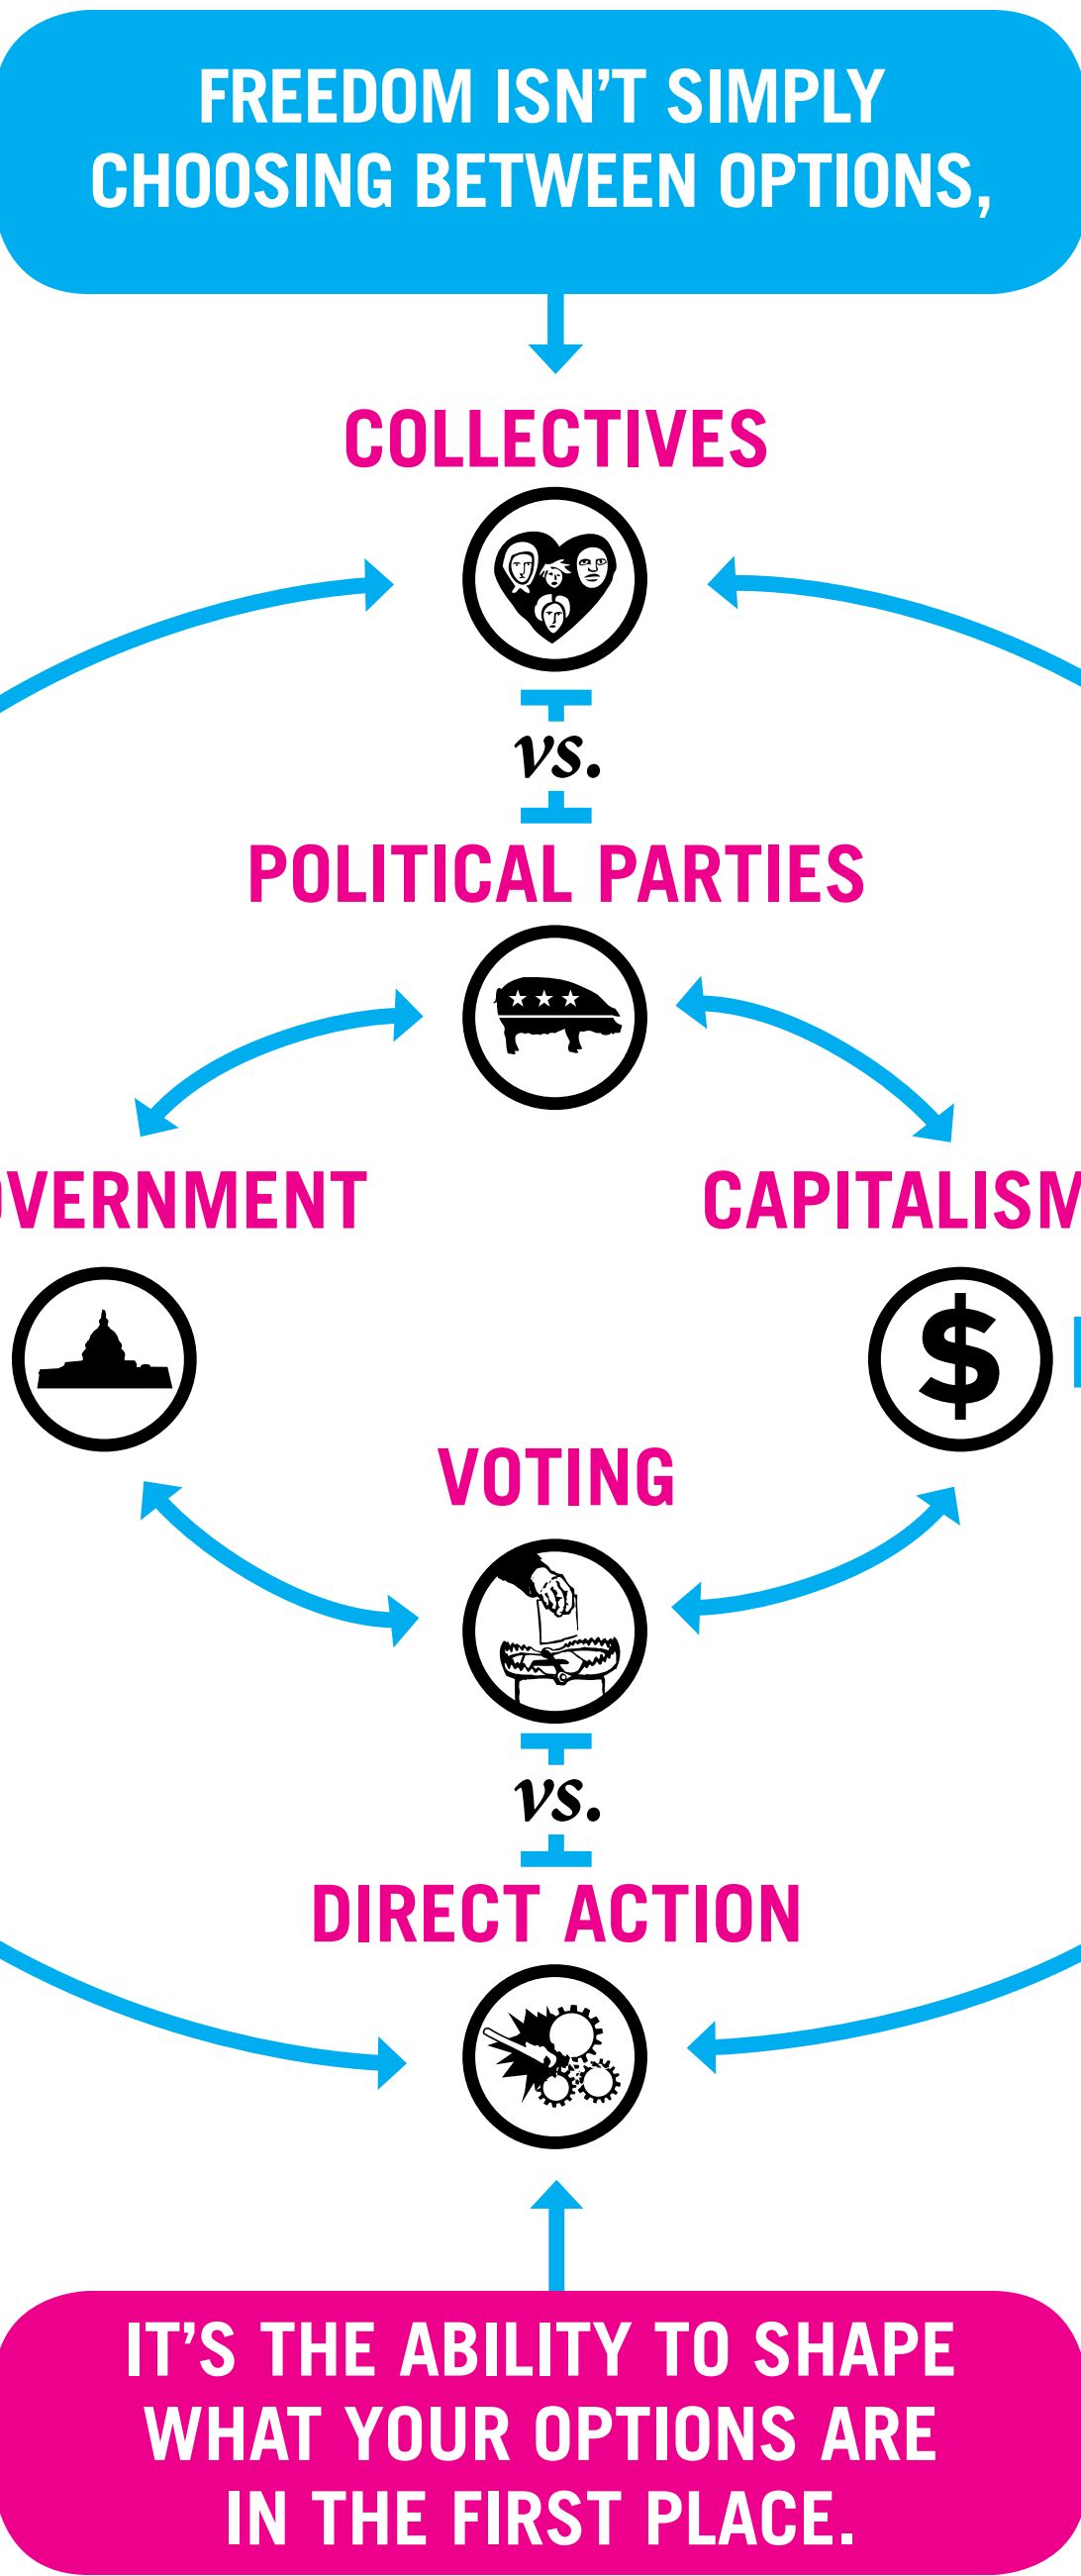 FREEDOM ISN’T SIMPLY
CHOOSING BETWEEN OPTIONS,
COLLECTIVES
vs.
POLITICAL PARTIES
OVERNMENT
CAPITALISM
$
VOTING
vs.
DIRECT ACTION
IT’S THE ABILITY TO SHAPE
WHAT YOUR OPTIONS ARE
IN THE FIRST PLACE.